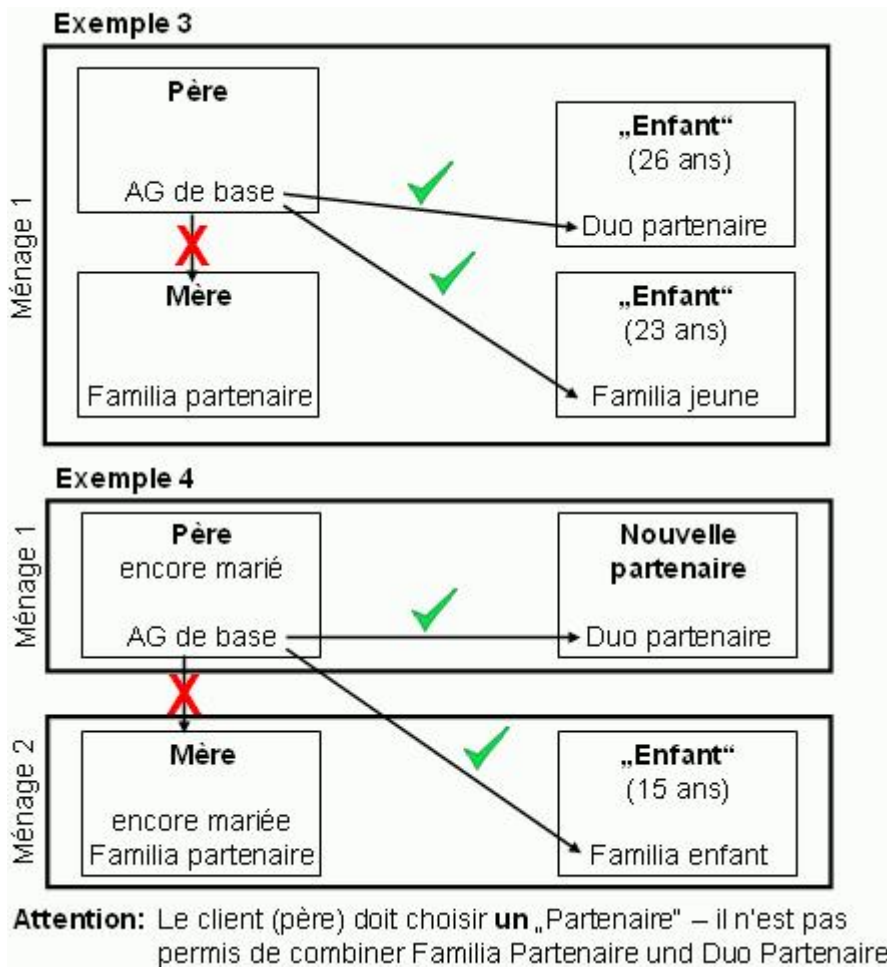 Exemple 3
Ménage 1
Père
AG de base
X
Mère
Familia partenaire
„Enfant“
(26 ans)
Duo partenaire
„Enfant“
(23 ans)
Familia jeune
Exemple 4
Ménage 1
Père
encore marié
AG de base
Nouvelle
partenaire
Duo partenaire
X
Ménage 2
Mère
encore mariée
Familia partenaire
„Enfant“
(15 ans)
Familia enfant
Attention: Le client (père) doit choisir un „Partenaire“ – il n'est pas
permis de combiner Familia Partenaire und Duo Partenaire